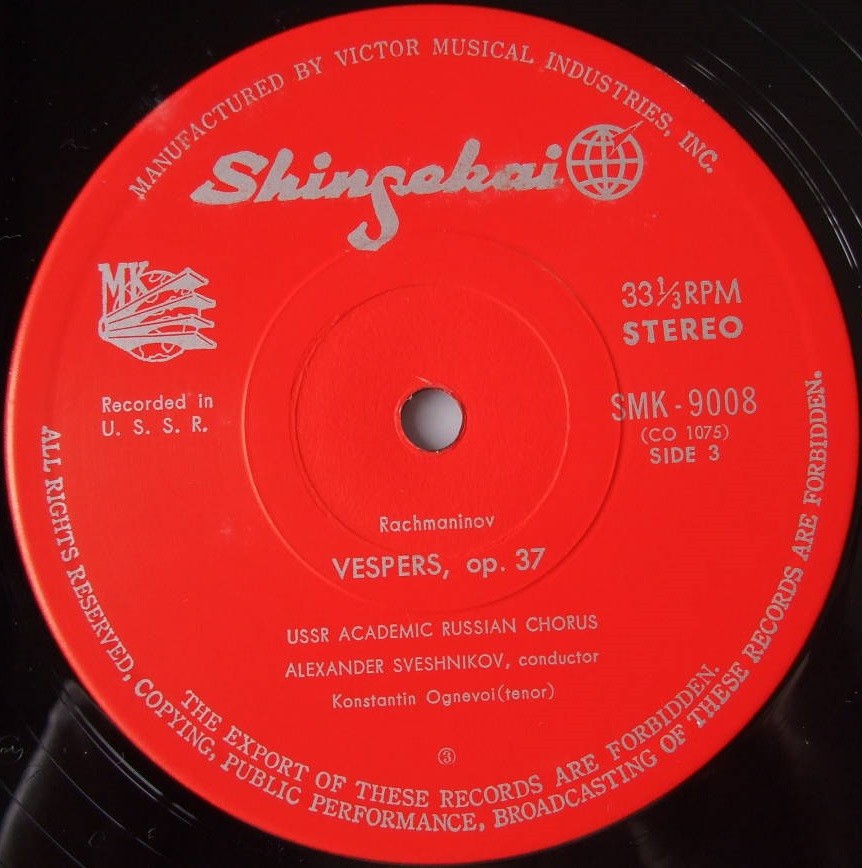 MANUFACTURED BY VICTOR MUSICAL INDUSTRIES, INC.
Shinsekai
MK
33⅓RPM
STEREO
Recorded in
U. S. S. R.
SMK-9008
(CO 1075)
SIDE 3
Rachmaninov
VESPERS, op. 37
USSR ACADEMIC RUSSIAN CHORUS
ALEXANDER SVESHNIKOV, conductor
Konstantin Ognevoi(tenor)
③
THE EXPORT OF THESE RECORDS ARE FORBIDDEN.
ALL RIGHTS RESERVED, COPYING, PUBLIC PERFORMANCE, BROADCASTING OF THESE RECORDS ARE FORBIDDEN.